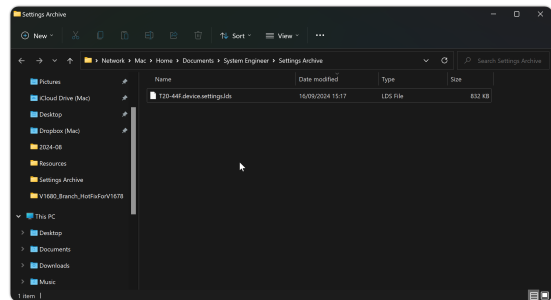 Settings Archive
New
Sort
View
Network > Mac > Home > Documents > System Engineer > Settings Archive
Search Settings Archive
Name Date modified Type Size
T20-44F.device.settings.lds 16/09/2024 15:17 LDS File 832 KB
Pictures
iCloud Drive (Mac)
Desktop
Dropbox (Mac)
2024-08
Resources
Settings Archive
V1680_Branch_HotFixForV1678
This PC
Desktop
Documents
Downloads
Music
1 item